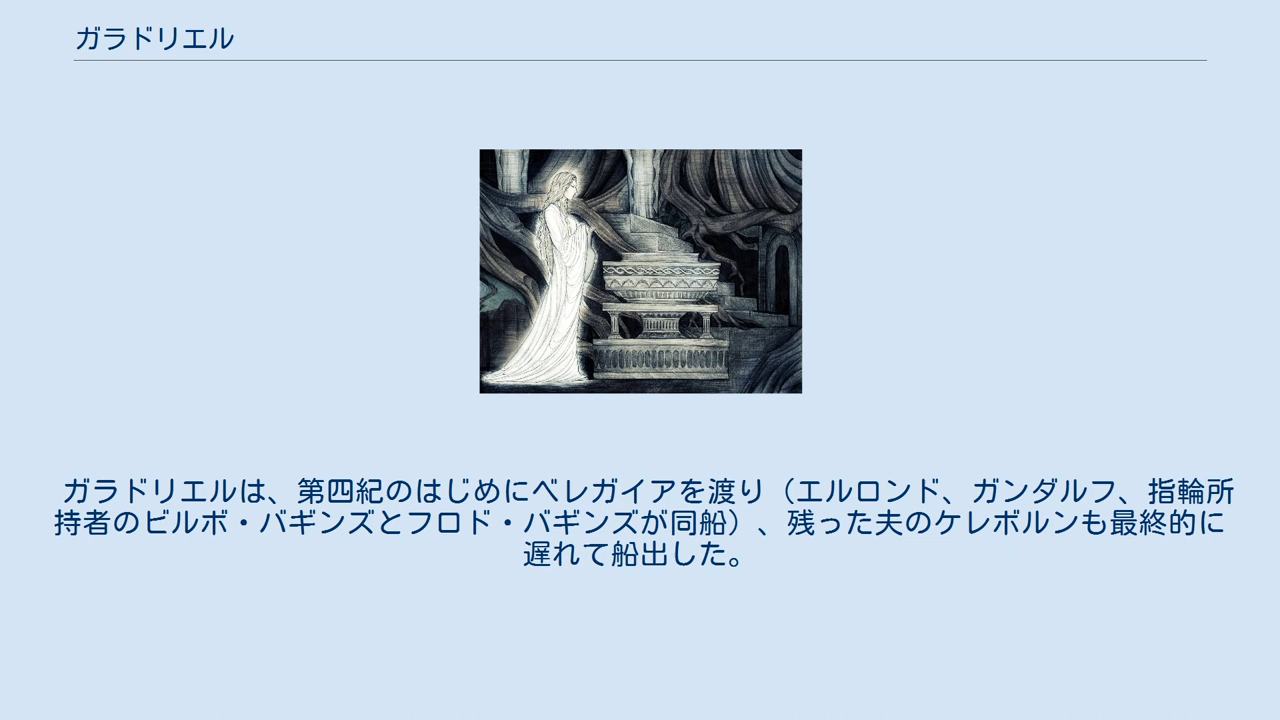 ガラドリエル
ガラドリエルは、第四紀のはじめにベレガイアを渡り（エルロンド、ガンダルフ、指輪所
持者のビルボ・バギンズとフロド・バギンズが同船）、残った夫のケレボルンも最終的に
遅れて船出した。